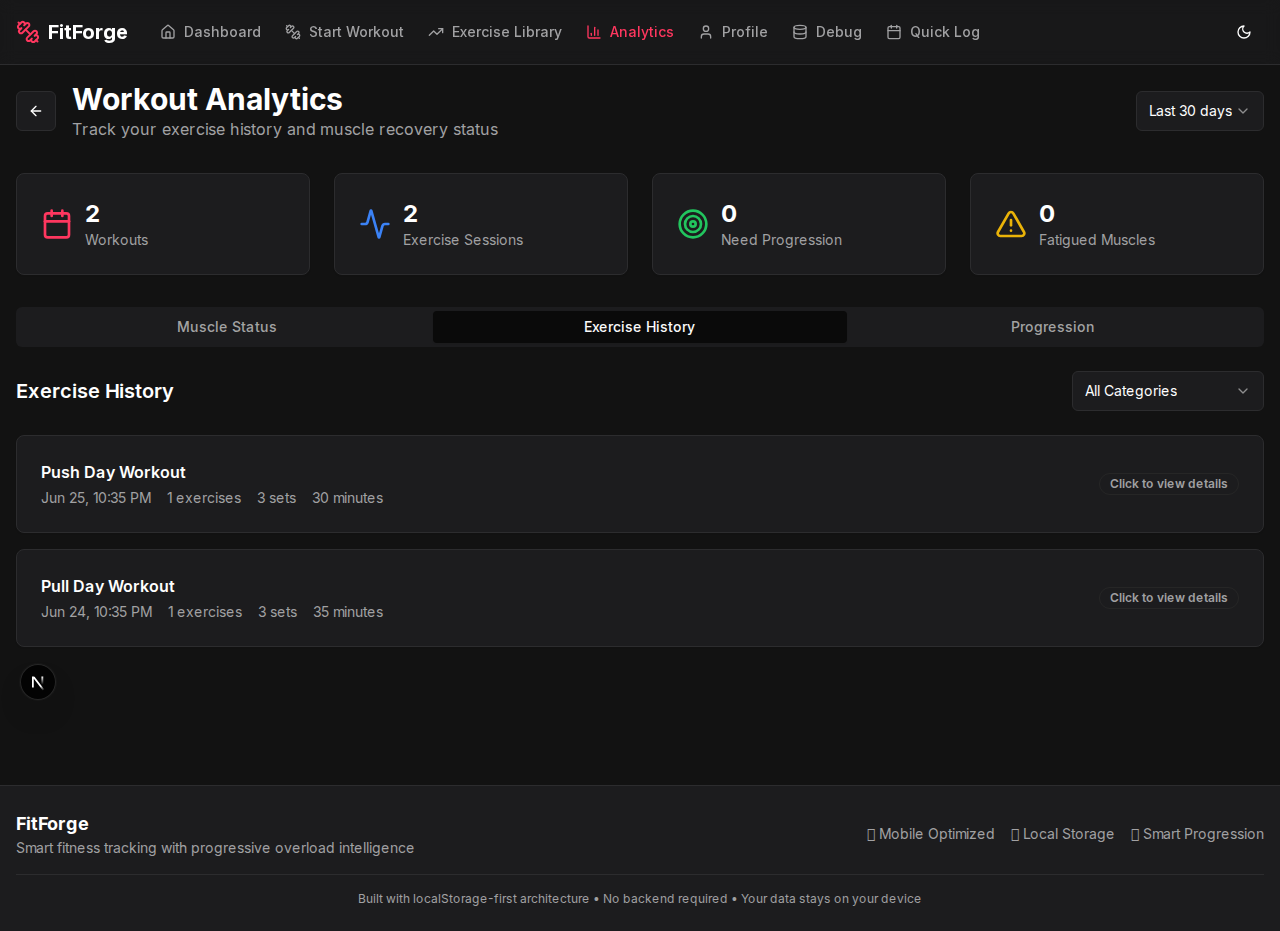 FitForge Dashboard Start Workout Exercise Library Analytics Profile Debug Quick Log
Workout Analytics
Track your exercise history and muscle recovery status
Last 30 days
2
Workouts
2
Exercise Sessions
0
Need Progression
0
Fatigued Muscles
Muscle Status Exercise History Progression
Exercise History
All Categories
Push Day Workout
Jun 25, 10:35 PM 1 exercises 3 sets 30 minutes
Click to view details
Pull Day Workout
Jun 24, 10:35 PM 1 exercises 3 sets 35 minutes
Click to view details
N
FitForge
Smart fitness tracking with progressive overload intelligence
Mobile Optimized Local Storage Smart Progression
Built with localStorage-first architecture • No backend required • Your data stays on your device